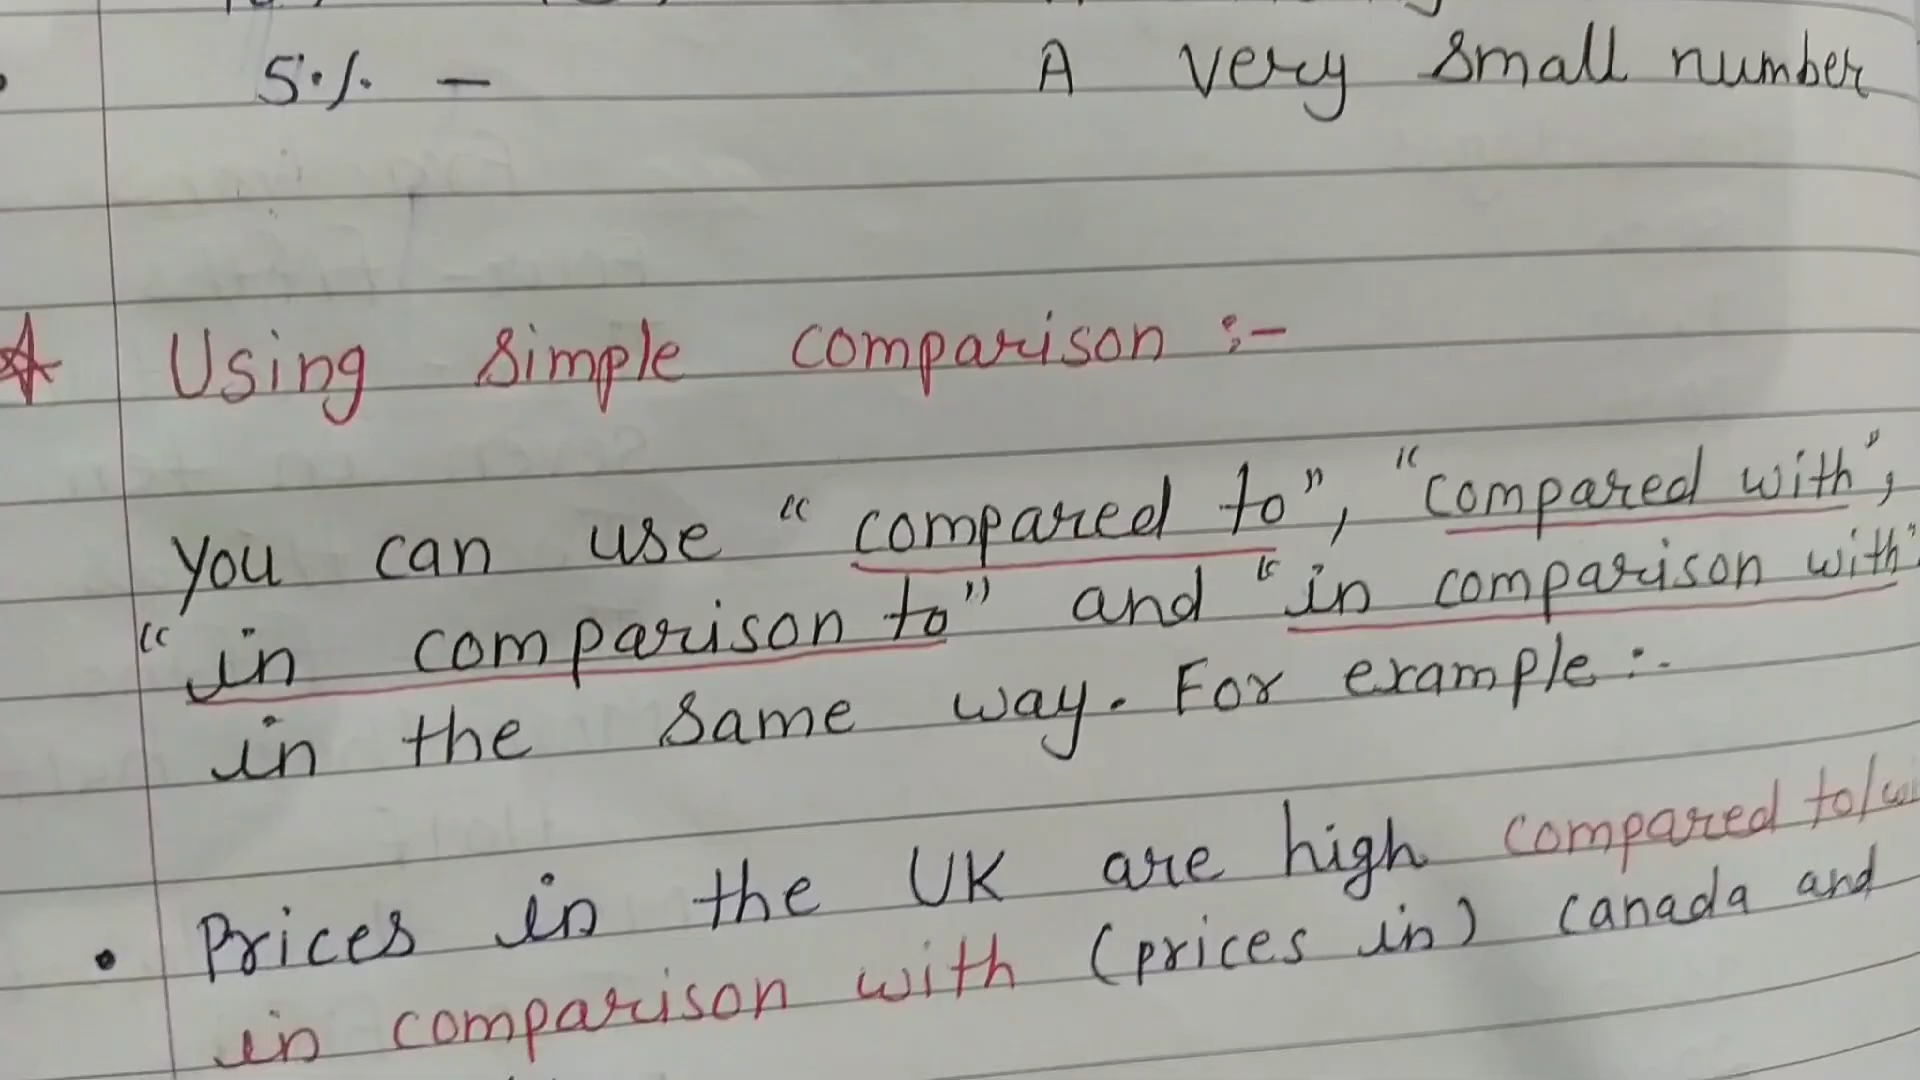 5% - A very small number
Using simple comparison :-
You can use "compared to", "compared with",
"in comparison to" and "in comparison with"
in the same way. For example :-
• Prices in the UK are high compared to/
in comparison with (prices in) Canada and